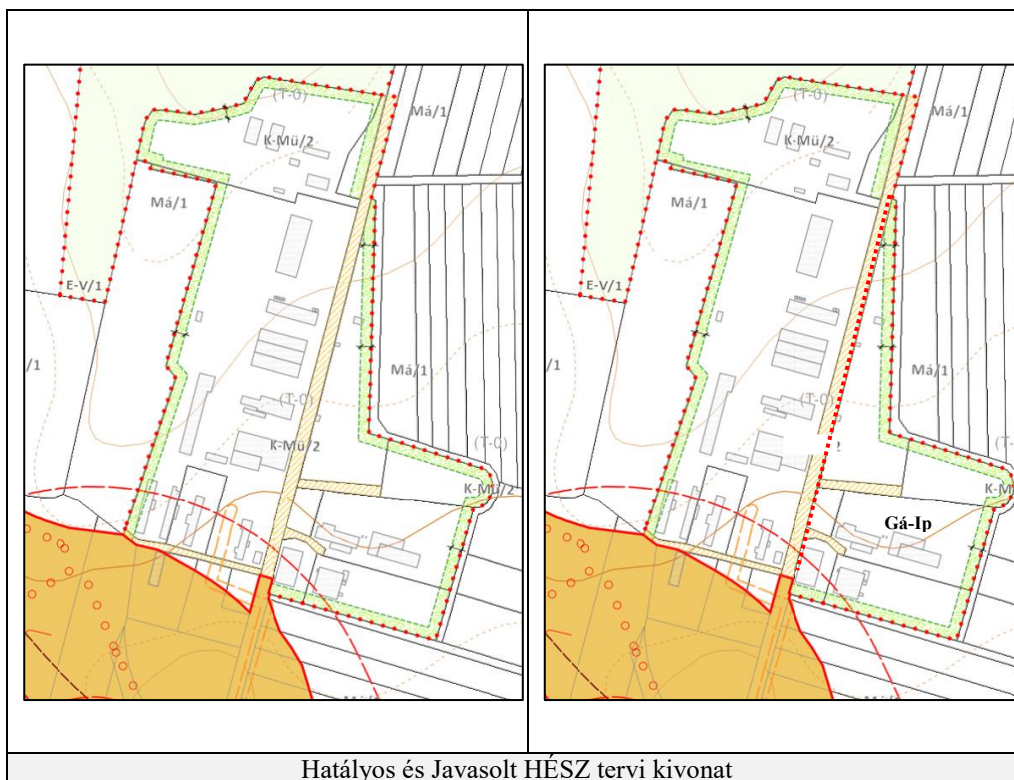 (T-0)
Má/1
K-Mü/2
Má/1
E-V/1
/1
Má/1
(T-0)
K-Mü/2
(T-0)
K-Mü/2
(T-0)
Má/1
K-Mü/2
Má/1
E-V/1
/1
Má/1
(T-0)
(T-0)
Gá-Ip
Hatályos és Javasolt HÉSZ tervi kivonat